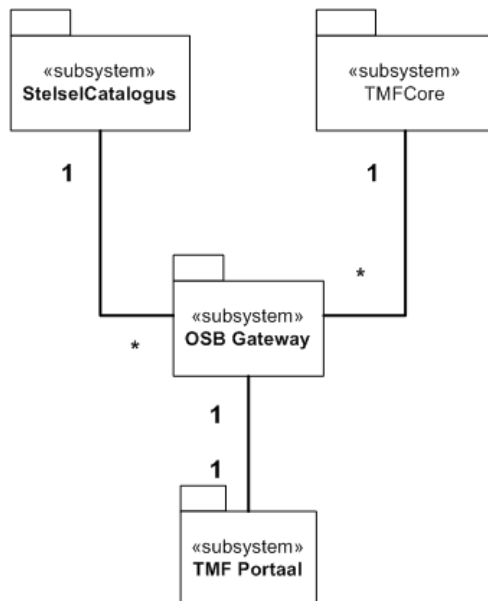 «subsystem»
StelselCatalogus
«subsystem»
TMFCore
1
1
*
*
«subsystem»
OSB Gateway
1
1
«subsystem»
TMF Portaal